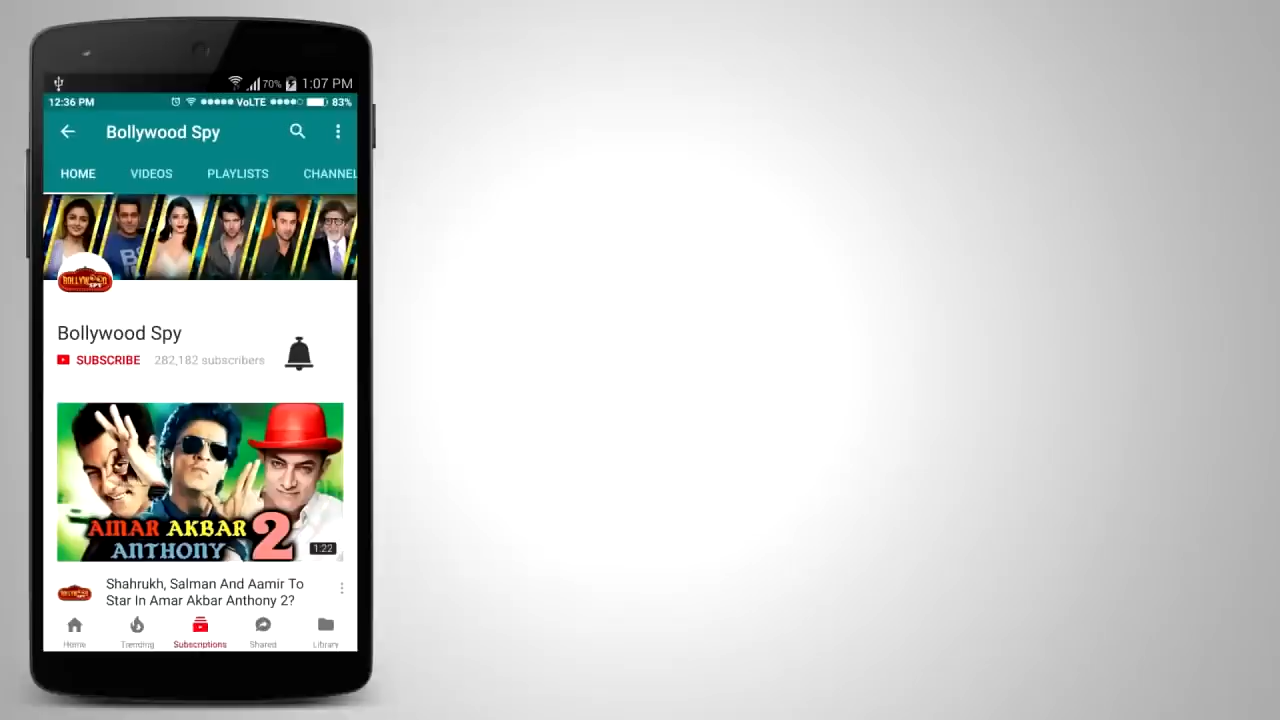 70% 1:07 PM
12:36 PM VoLTE 83%
Bollywood Spy
HOME VIDEOS PLAYLISTS CHANNEL
BOLLYWOOD
SPY
Bollywood Spy
SUBSCRIBE 282,182 subscribers
AMAR AKBAR
ANTHONY 2
1:22
Shahrukh, Salman And Aamir To
Star In Amar Akbar Anthony 2?
Home Trending Subscriptions Shared Library